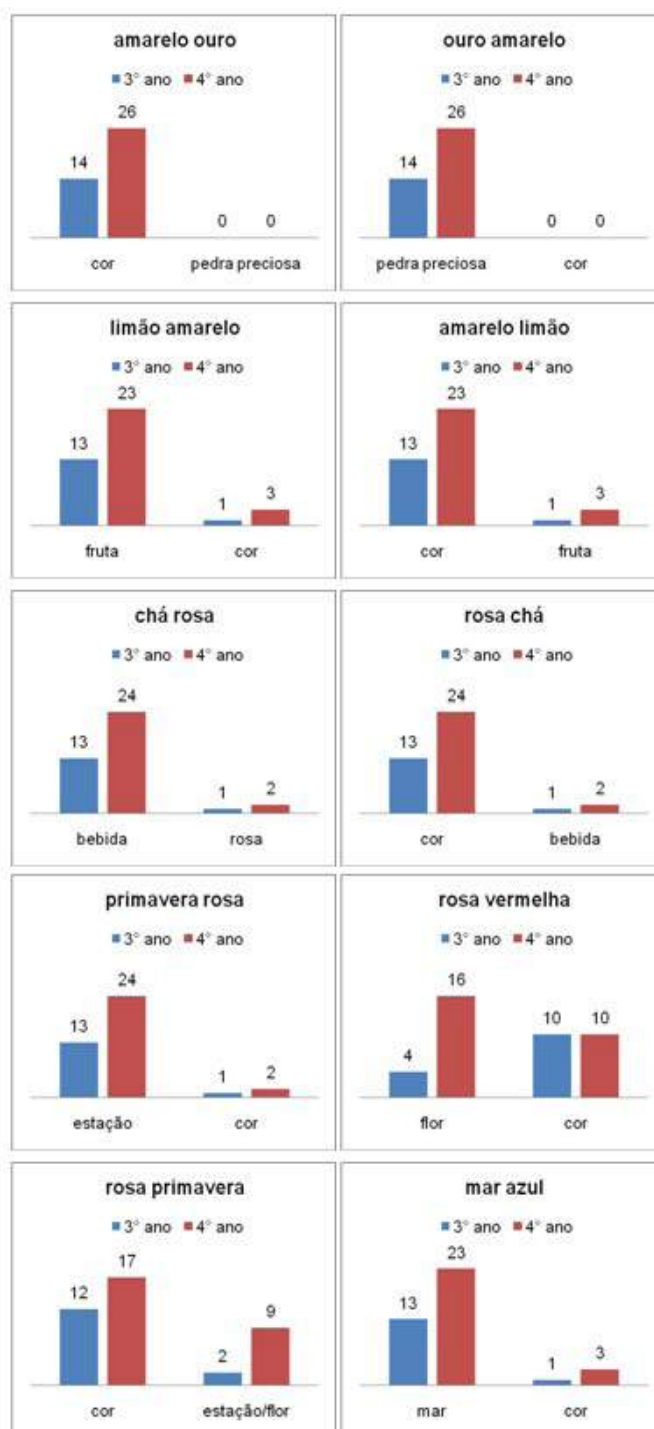 amarelo ouro
3° ano 4° ano
26
14
0 0
cor pedra preciosa
ouro amarelo
3° ano 4° ano
26
14
0 0
pedra preciosa cor
limão amarelo
3° ano 4° ano
23
13
1 3
fruta cor
amarelo limão
3° ano 4° ano
23
13
1 3
cor fruta
chá rosa
3° ano 4° ano
24
13
1 2
bebida rosa
rosa chá
3° ano 4° ano
24
13
1 2
cor bebida
primavera rosa
3° ano 4° ano
24
13
1 2
estação cor
rosa vermelha
3° ano 4° ano
16
4
10 10
flor cor
rosa primavera
3° ano 4° ano
17
12
9
2
cor estação/flor
mar azul
3° ano 4° ano
23
13
1 3
mar cor